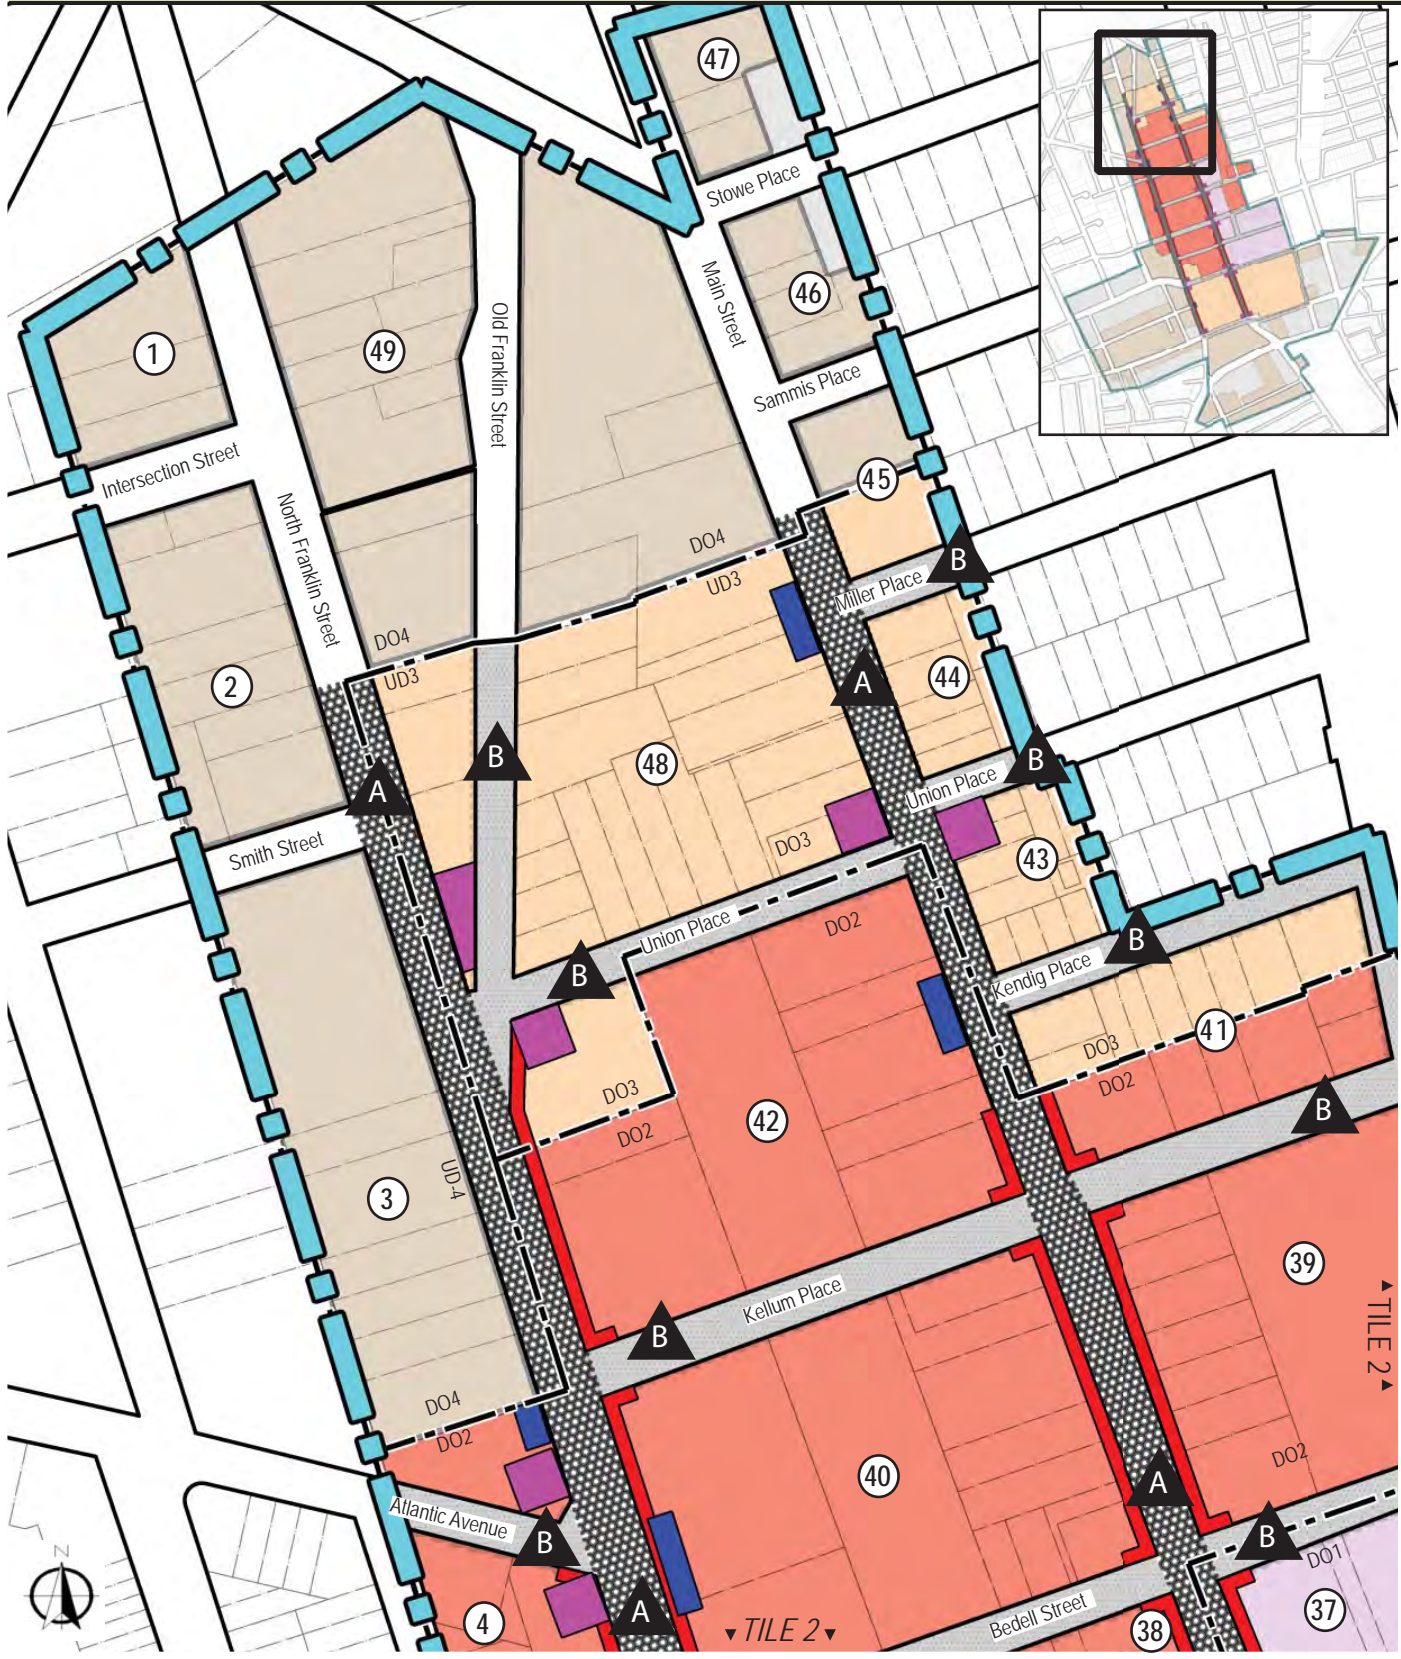 47
Stowe Place
46
Main Street
1
49
Old Franklin Street
Sammis Place
Intersection Street
45
North Franklin Street
DO4
UD3
B
Miller Place
DO4
UD3
2
44
A
B
48
B
Union Place
A
DO3
Smith Street
43
Union Place
DO2
B
B
Kendig Place
41
DO3
DO2
DO3
DO2
42
B
UD-4
3
39
Kellum Place
B
TILE 2
DO4
DO2
DO2
40
A
Atlantic Avenue
B
B
DO1
N
4
A
TILE 2
Bedell Street
38
37